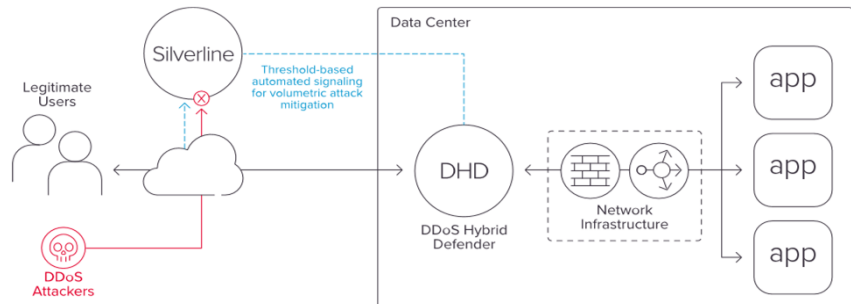 Data Center
Silverline
Legitimate
Users
Threshold-based
automated signaling
for volumetric attack
mitigation
DHD
DDoS Hybrid
Defender
Network
Infrastructure
app
app
app
DDoS
Attackers